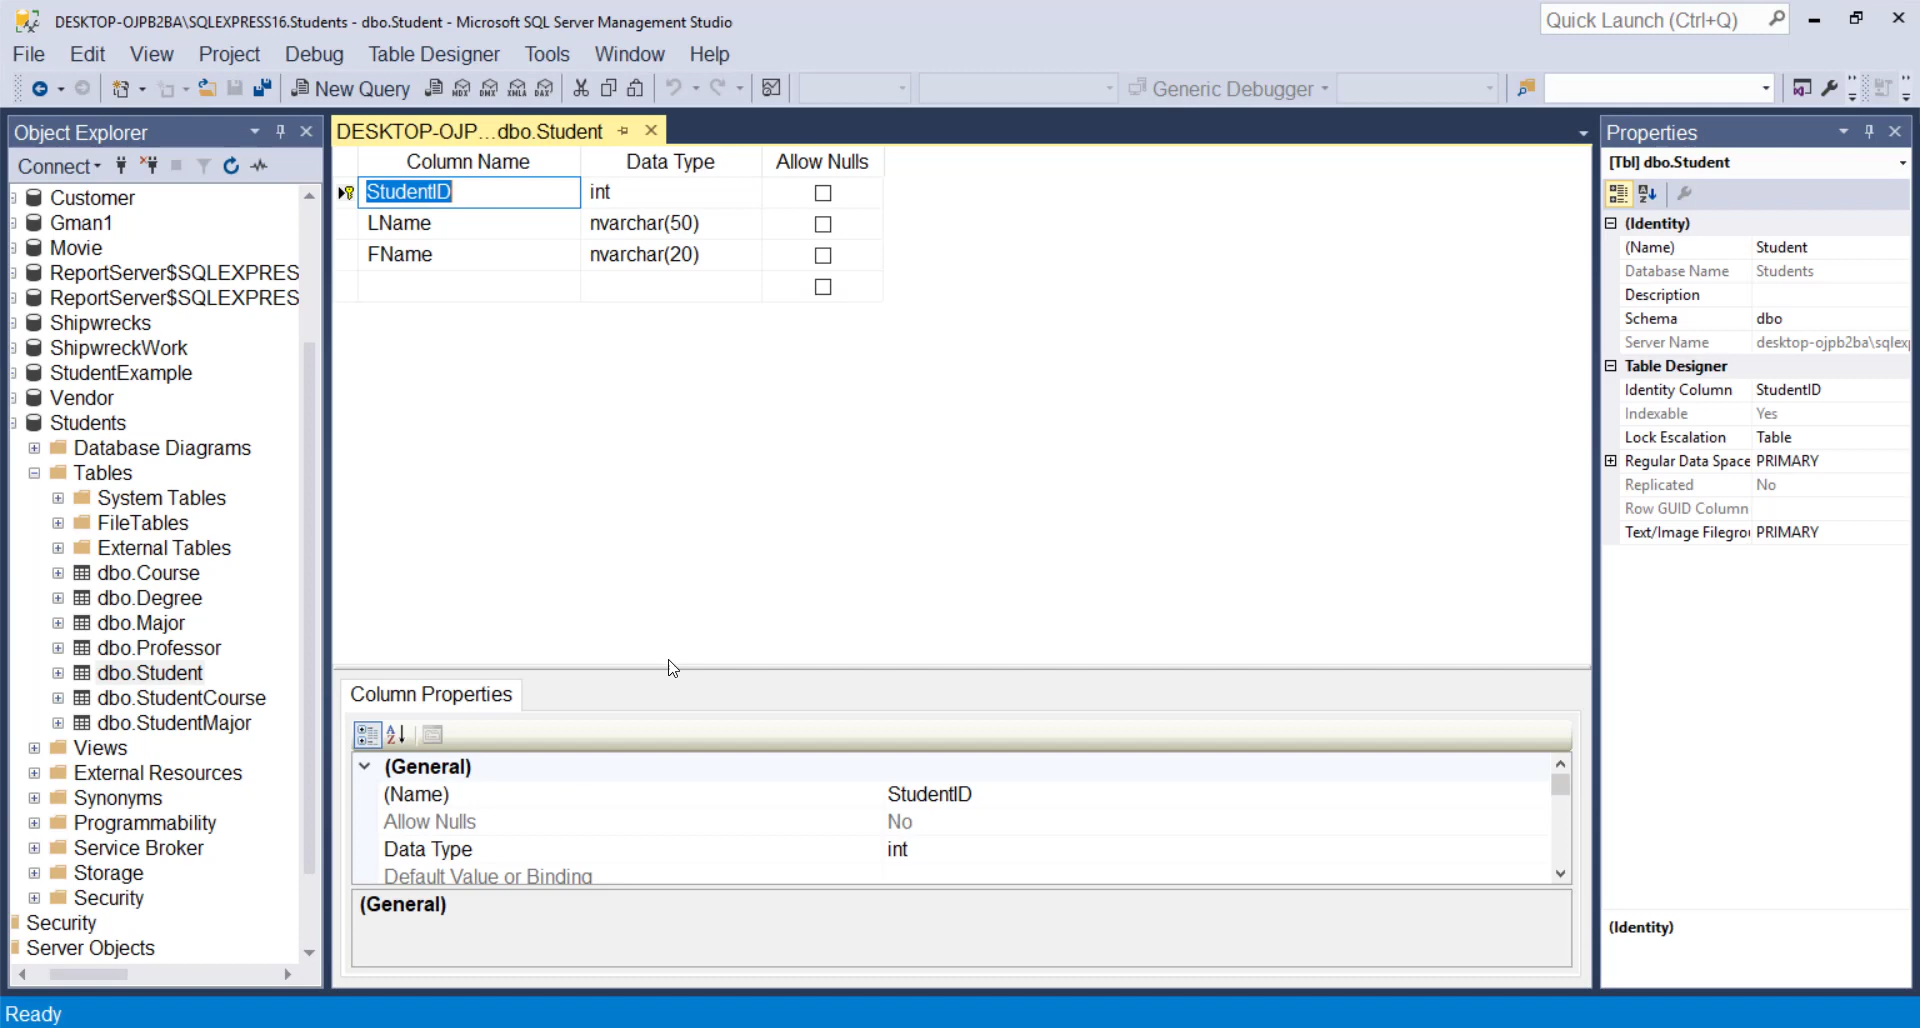 DESKTOP-OJPB2BA\SQLEXPRESS16.Students - dbo.Student - Microsoft SQL Server Management Studio
Quick Launch (Ctrl+Q)
File Edit View Project Debug Table Designer Tools Window Help
New Query MDX DMX XMLA DAX Generic Debugger
Object Explorer
Connect
Customer
Gman1
Movie
ReportServer$SQLEXPRES
ReportServer$SQLEXPRES
Shipwrecks
ShipwreckWork
StudentExample
Vendor
Students
Database Diagrams
Tables
System Tables
FileTables
External Tables
dbo.Course
dbo.Degree
dbo.Major
dbo.Professor
dbo.Student
dbo.StudentCourse
dbo.StudentMajor
Views
External Resources
Synonyms
Programmability
Service Broker
Storage
Security
Security
Server Objects
DESKTOP-OJP...dbo.Student
Column Name Data Type Allow Nulls
StudentID int
LName nvarchar(50)
FName nvarchar(20)
Column Properties
(General)
(Name) StudentID
Allow Nulls No
Data Type int
Default Value or Binding
(General)
Properties
[Tbl] dbo.Student
(Identity)
(Name) Student
Database Name Students
Description
Schema dbo
Server Name desktop-ojpb2ba\sqlexp
Table Designer
Identity Column StudentID
Indexable Yes
Lock Escalation Table
Regular Data Space PRIMARY
Replicated No
Row GUID Column
Text/Image Filegrou PRIMARY
(Identity)
Ready